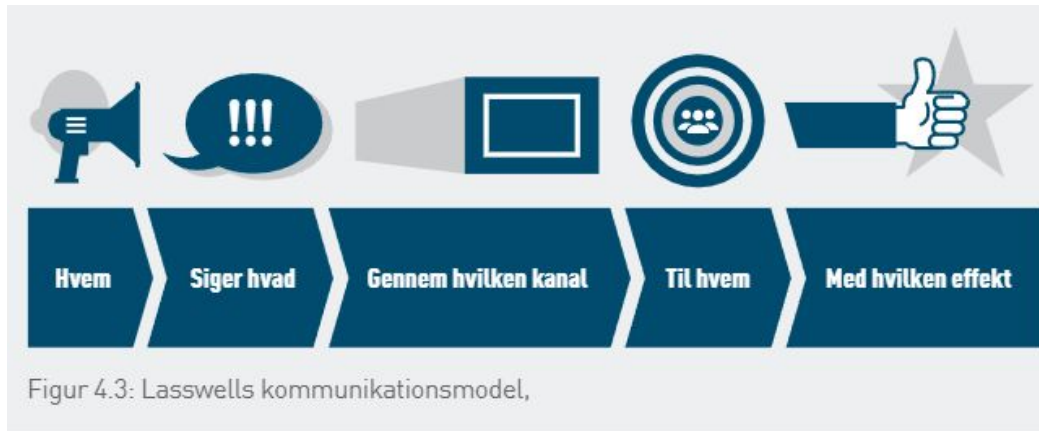 !!!
Hvem
Siger hvad
Gennem hvilken kanal
Til hvem
Med hvilken effekt
Figur 4.3: Lasswells kommunikationsmodel,